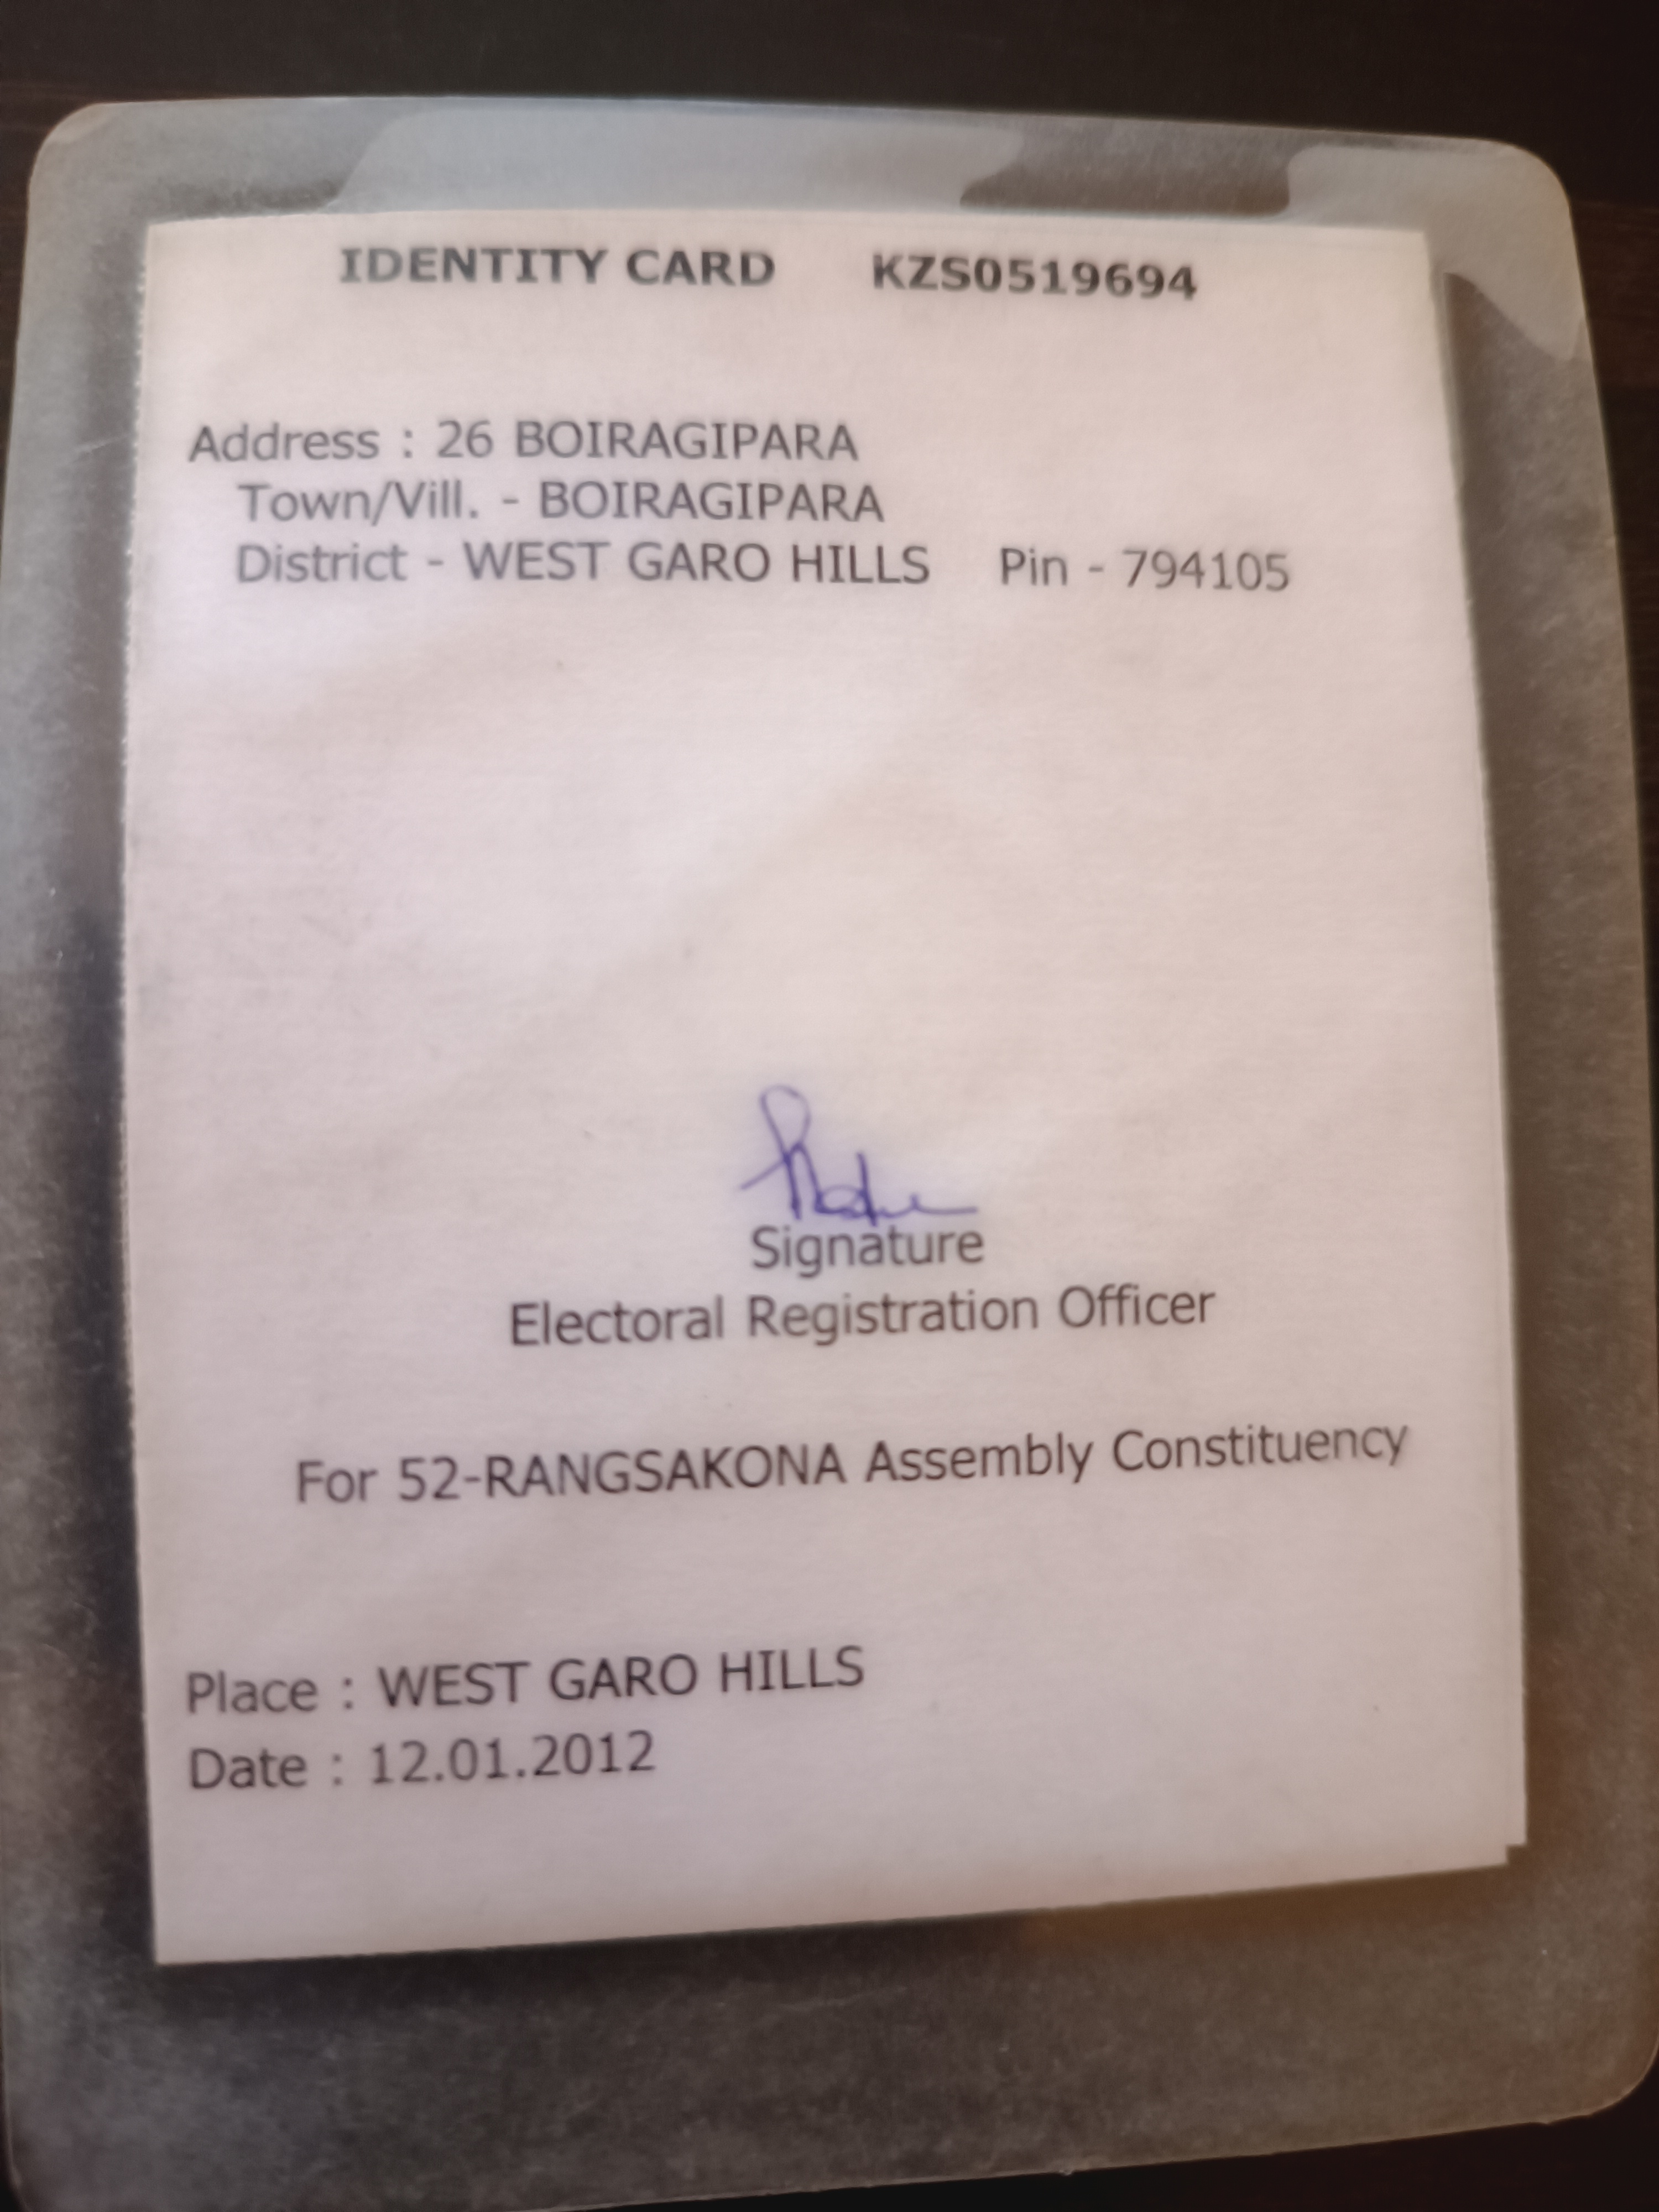 IDENTITY CARD KZS0519694
Address : 26 BOIRAGIPARA
Town/Vill. - BOIRAGIPARA
District - WEST GARO HILLS Pin - 794105
Signature
Electoral Registration Officer
For 52-RANGSAKONA Assembly Constituency
Place : WEST GARO HILLS
Date : 12.01.2012